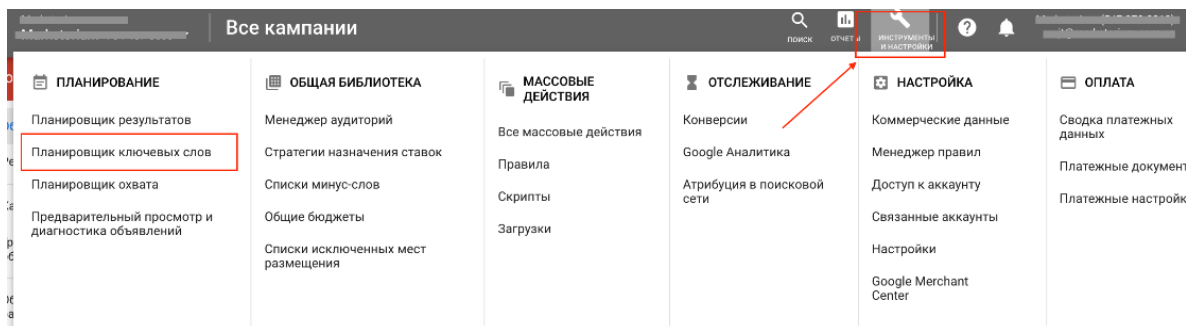 Все кампании
ПОИСК
ОТЧЕТЫ
ИНСТРУМЕНТЫ
И НАСТРОЙКИ
ПЛАНИРОВАНИЕ
Планировщик результатов
Планировщик ключевых слов
Планировщик охвата
Предварительный просмотр и
диагностика объявлений
ОБЩАЯ БИБЛИОТЕКА
Менеджер аудиторий
Стратегии назначения ставок
Списки минус-слов
Общие бюджеты
Списки исключенных мест
размещения
МАССОВЫЕ
ДЕЙСТВИЯ
Все массовые действия
Правила
Скрипты
Загрузки
ОТСЛЕЖИВАНИЕ
Конверсии
Google Аналитика
Атрибуция в поисковой
сети
НАСТРОЙКА
Коммерческие данные
Менеджер правил
Доступ к аккаунту
Связанные аккаунты
Настройки
Google Merchant
Center
ОПЛАТА
Сводка платежных
данных
Платежные документ
Платежные настройк